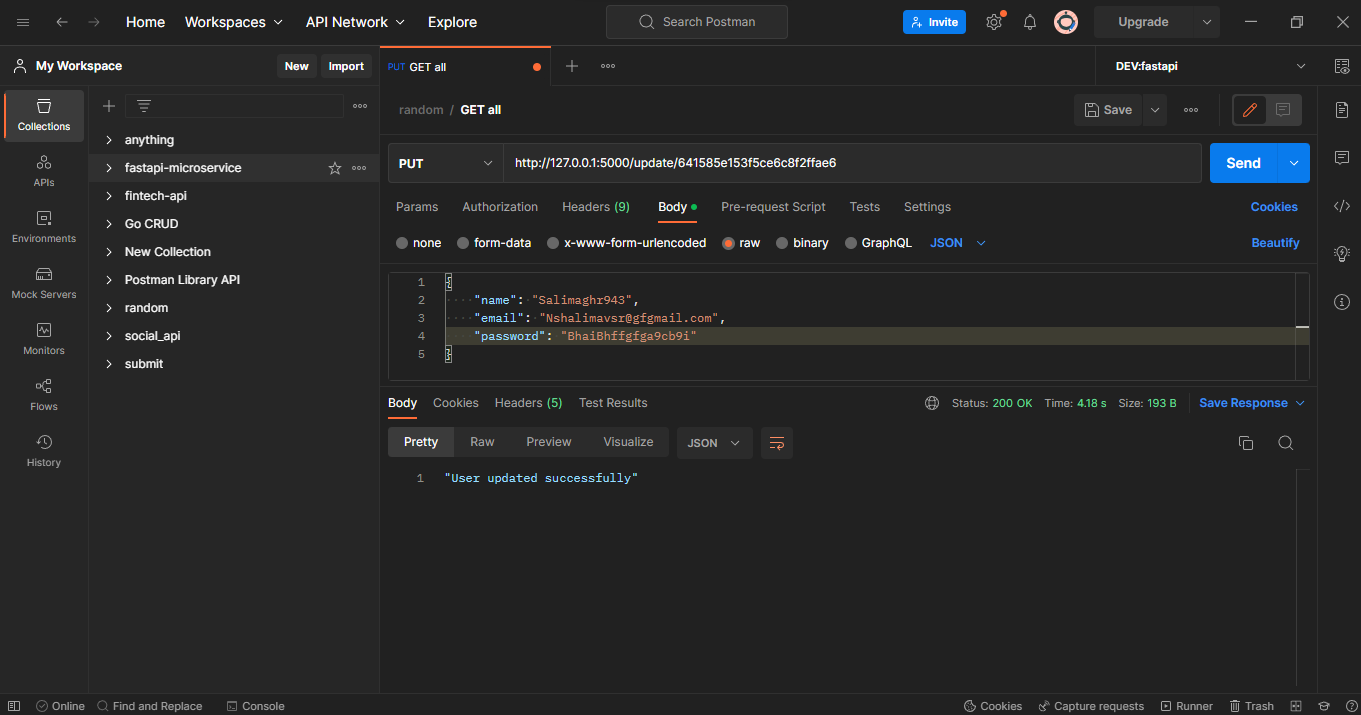 Home Workspaces API Network Explore Search Postman Invite Upgrade
My Workspace New Import PUT GET all DEV:fastapi
Collections
APIs
Environments
Mock Servers
Monitors
Flows
History
anything
fastapi-microservice
fintech-api
Go CRUD
New Collection
Postman Library API
random
social_api
submit
random / GET all Save
PUT http://127.0.0.1:5000/update/641585e153f5ce6c8f2ffae6 Send
Params Authorization Headers (9) Body Pre-request Script Tests Settings Cookies
none form-data x-www-form-urlencoded raw binary GraphQL JSON Beautify
1 {
2 "name": "Salimaghr943",
3 "email": "Nshalimavsr@gfgmail.com",
4 "password": "BhaiBhffgfga9cb9i"
5 }
Body Cookies Headers (5) Test Results Status: 200 OK Time: 4.18 s Size: 193 B Save Response
Pretty Raw Preview Visualize JSON
1 "User updated successfully"
Online Find and Replace Console Cookies Capture requests Runner Trash